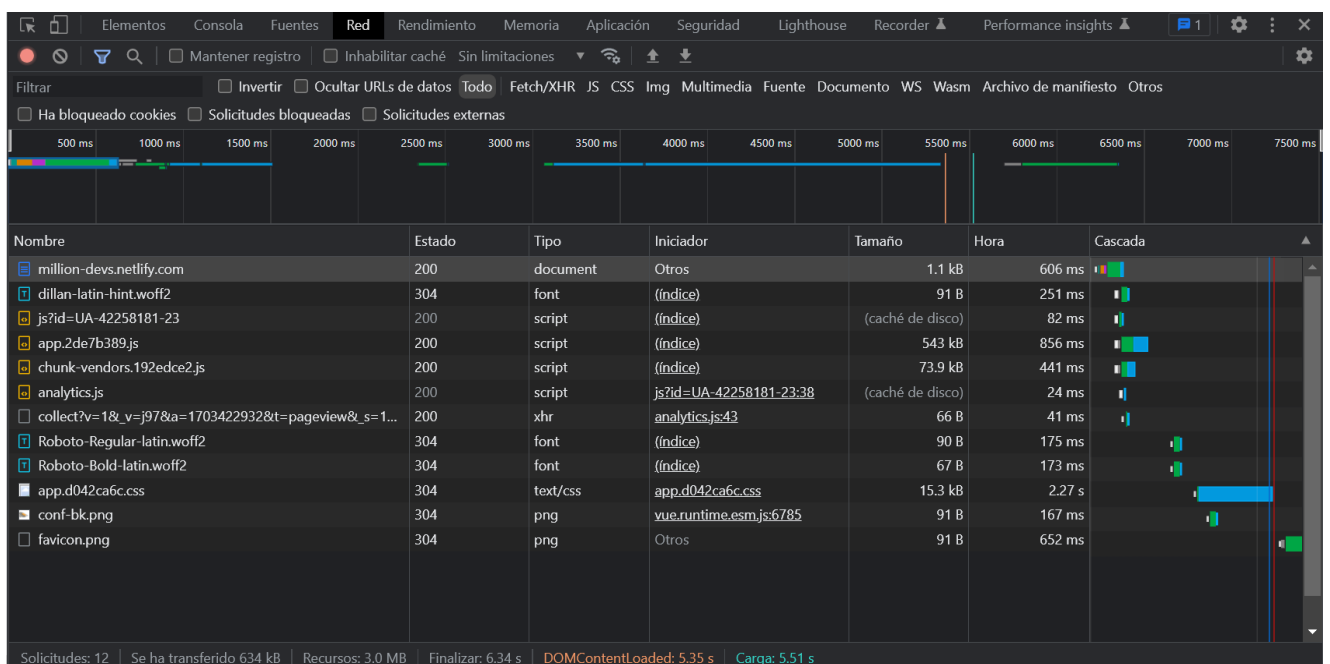 Elementos Consola Fuentes Red Rendimiento Memoria Aplicación Seguridad Lighthouse Recorder Performance insights 1
Mantener registro Inhabilitar caché Sin limitaciones
Filtrar Invertir Ocultar URLs de datos Todo Fetch/XHR JS CSS Img Multimedia Fuente Documento WS Wasm Archivo de manifiesto Otros
Ha bloqueado cookies Solicitudes bloqueadas Solicitudes externas
500 ms 1000 ms 1500 ms 2000 ms 2500 ms 3000 ms 3500 ms 4000 ms 4500 ms 5000 ms 5500 ms 6000 ms 6500 ms 7000 ms 7500 ms
Nombre Estado Tipo Iniciador Tamaño Hora Cascada
million-devs.netlify.com 200 document Otros 1.1 kB 606 ms
dillan-latin-hint.woff2 304 font (índice) 91 B 251 ms
js?id=UA-42258181-23 200 script (índice) (caché de disco) 82 ms
app.2de7b389.js 200 script (índice) 543 kB 856 ms
chunk-vendors.192edce2.js 200 script (índice) 73.9 kB 441 ms
analytics.js 200 script js?id=UA-42258181-23:38 (caché de disco) 24 ms
collect?v=1&_v=j97&a=1703422932&t=pageview&_s=1... 200 xhr analytics.js:43 66 B 41 ms
Roboto-Regular-latin.woff2 304 font (índice) 90 B 175 ms
Roboto-Bold-latin.woff2 304 font (índice) 67 B 173 ms
app.d042ca6c.css 304 text/css app.d042ca6c.css 15.3 kB 2.27 s
conf-bk.png 304 png vue.runtime.esm.js:6785 91 B 167 ms
favicon.png 304 png Otros 91 B 652 ms
Solicitudes: 12 Se ha transferido 634 kB Recursos: 3.0 MB Finalizar: 6.34 s DOMContentLoaded: 5.35 s Carga: 5.51 s